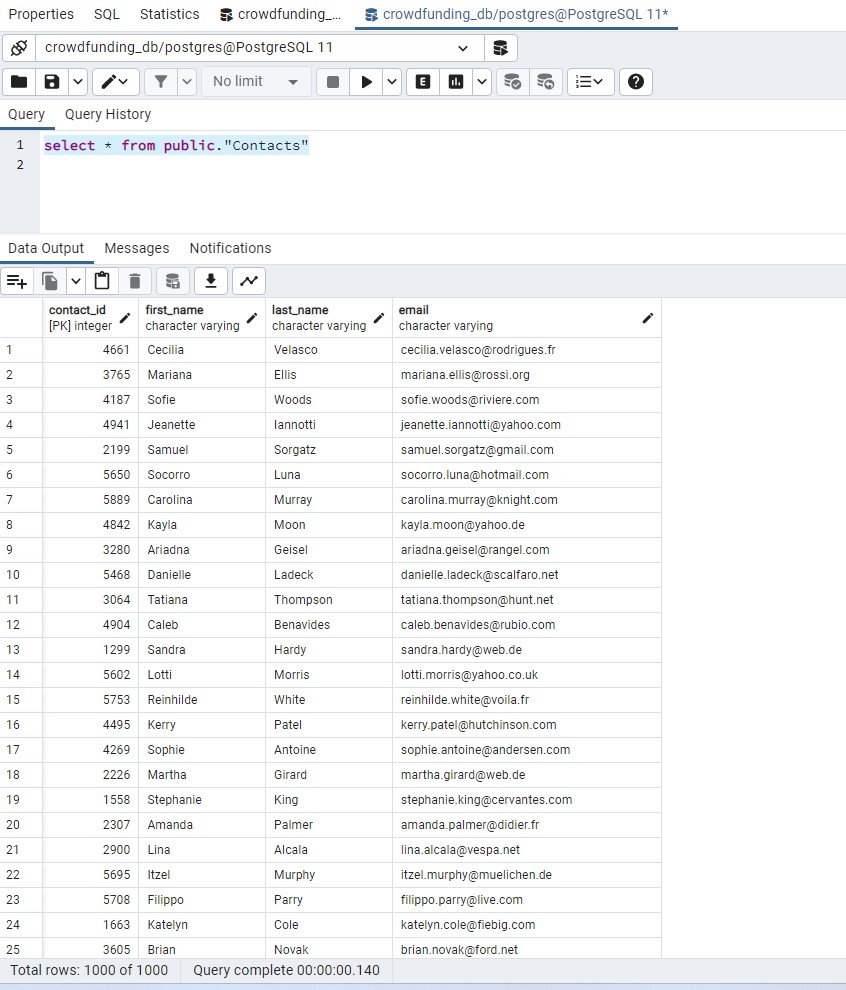 Properties SQL Statistics crowdfunding_... crowdfunding_db/postgres@PostgreSQL 11*
crowdfunding_db/postgres@PostgreSQL 11
No limit E
Query Query History
1 select * from public."Contacts"
2
Data Output Messages Notifications
contact_id first_name last_name email
[PK] integer character varying character varying character varying
1 4661 Cecilia Velasco cecilia.velasco@rodrigues.fr
2 3765 Mariana Ellis mariana.ellis@rossi.org
3 4187 Sofie Woods sofie.woods@riviere.com
4 4941 Jeanette Iannotti jeanette.iannotti@yahoo.com
5 2199 Samuel Sorgatz samuel.sorgatz@gmail.com
6 5650 Socorro Luna socorro.luna@hotmail.com
7 5889 Carolina Murray carolina.murray@knight.com
8 4842 Kayla Moon kayla.moon@yahoo.de
9 3280 Ariadna Geisel ariadna.geisel@rangel.com
10 5468 Danielle Ladeck danielle.ladeck@scalfaro.net
11 3064 Tatiana Thompson tatiana.thompson@hunt.net
12 4904 Caleb Benavides caleb.benavides@rubio.com
13 1299 Sandra Hardy sandra.hardy@web.de
14 5602 Lotti Morris lotti.morris@yahoo.co.uk
15 5753 Reinhilde White reinhilde.white@voila.fr
16 4495 Kerry Patel kerry.patel@hutchinson.com
17 4269 Sophie Antoine sophie.antoine@andersen.com
18 2226 Martha Girard martha.girard@web.de
19 1558 Stephanie King stephanie.king@cervantes.com
20 2307 Amanda Palmer amanda.palmer@didier.fr
21 2900 Lina Alcala lina.alcala@vespa.net
22 5695 Itzel Murphy itzel.murphy@muelichen.de
23 5708 Filippo Parry filippo.parry@live.com
24 1663 Katelyn Cole katelyn.cole@fiebig.com
25 3605 Brian Novak brian.novak@ford.net
Total rows: 1000 of 1000 Query complete 00:00:00.140